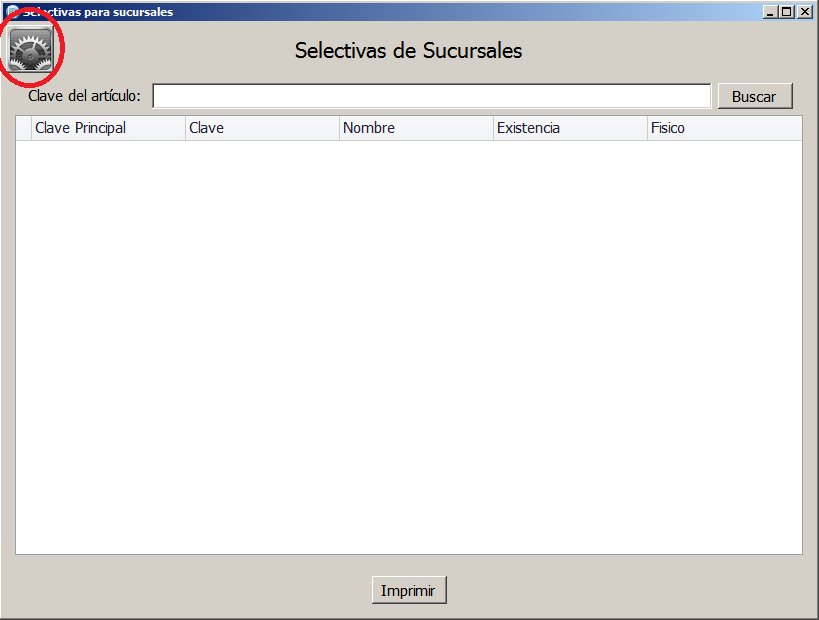 Selectivas para sucursales
Selectivas de Sucursales
Clave del artículo:
Buscar
Clave Principal Clave Nombre Existencia Fisico
Imprimir